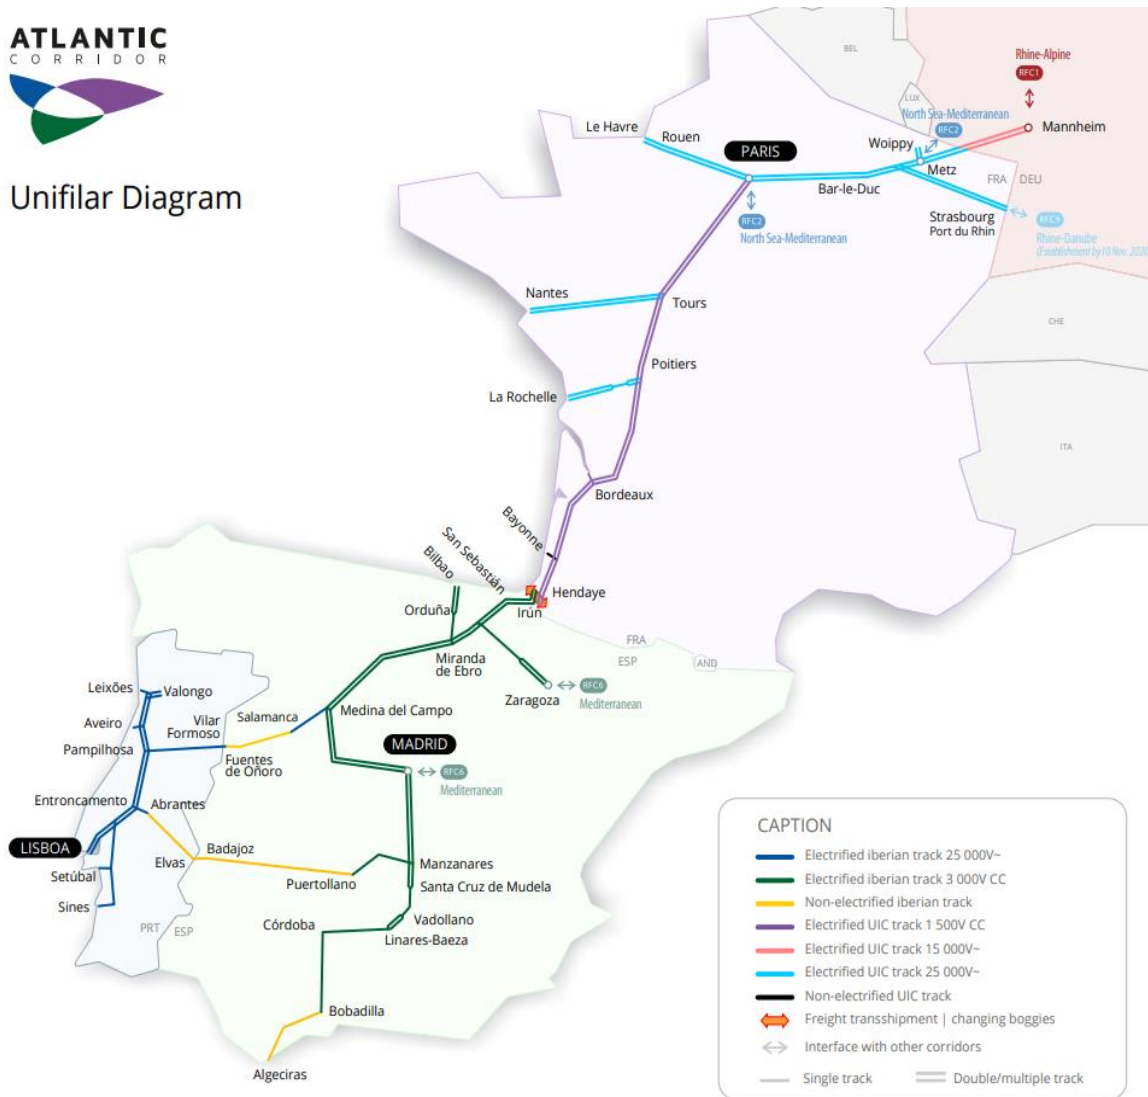 ATLANTIC
CORRIDOR
Unifilar Diagram
BEL
Rhine-Alpine
RFC1
LUX
North Sea-Mediterranean
RFC2
Mannheim
Le Havre
Rouen
PARIS
Woippy
Metz
Bar-le-Duc
FRA
DEU
RFC2
North Sea-Mediterranean
Strasbourg
Port du Rhin
RFC9
Rhine-Danube
(Establishment by 10 Nov. 2020)
Nantes
Tours
CHE
Poitiers
La Rochelle
ITA
Bordeaux
Bayonne
San Sebastián
Bilbao
Hendaye
Orduña
Irún
FRA
ESP
AND
Miranda
de Ebro
Zaragoza
RFC6
Mediterranean
Leixões
Valongo
Aveiro
Vilar
Formoso
Salamanca
Medina del Campo
Pampilhosa
Fuentes
de Oñoro
MADRID
RFC6
Mediterranean
Entroncamento
Abrantes
LISBOA
Badajoz
Elvas
Setúbal
Puertollano
Manzanares
Santa Cruz de Mudela
Sines
Córdoba
Vadollano
Linares-Baeza
PRT
ESP
Bobadilla
Algeciras
CAPTION
Electrified iberian track 25 000V~
Electrified iberian track 3 000V CC
Non-electrified iberian track
Electrified UIC track 1 500V CC
Electrified UIC track 15 000V~
Electrified UIC track 25 000V~
Non-electrified UIC track
Freight transshipment | changing boggies
Interface with other corridors
Single track
Double/multiple track